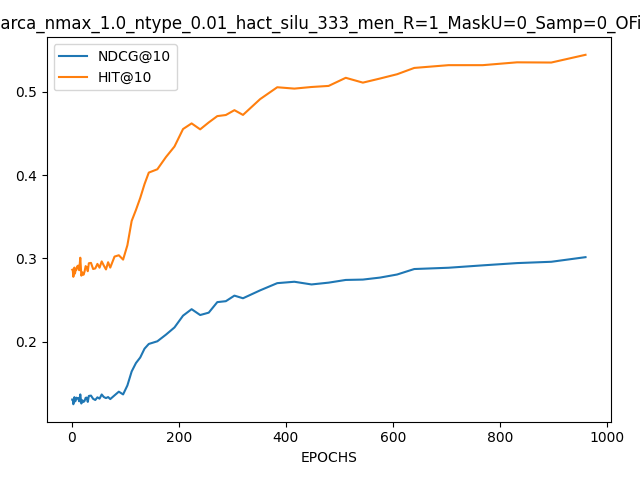 arca_nmax_1.0_ntype_0.01_hact_silu_333_men_R=1_MaskU=0_Samp=0_OFi
NDCG@10
HIT@10
0.5
0.4
0.3
0.2
0 200 400 600 800 1000
EPOCHS